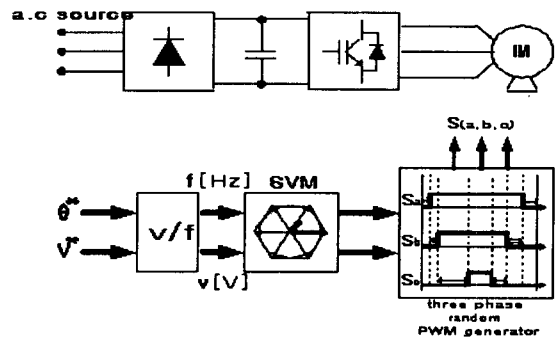 a.c source
IM
S(a,b,c)
f[Hz] SVM
θ*
v/f
V*
v[V]
Sa
Sb
Sc
three phase
random
PWM generator